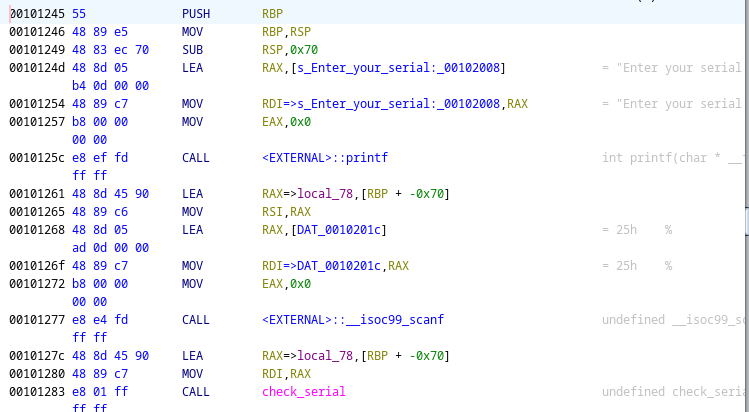 00101245 55 PUSH RBP
00101246 48 89 e5 MOV RBP,RSP
00101249 48 83 ec 70 SUB RSP,0x70
0010124d 48 8d 05 LEA RAX,[s_Enter_your_serial:_00102008] = "Enter your serial
b4 0d 00 00
00101254 48 89 c7 MOV RDI=>s_Enter_your_serial:_00102008,RAX = "Enter your serial
00101257 b8 00 00 MOV EAX,0x0
00 00
0010125c e8 ef fd CALL <EXTERNAL>::printf int printf(char * __
ff ff
00101261 48 8d 45 90 LEA RAX=>local_78,[RBP + -0x70]
00101265 48 89 c6 MOV RSI,RAX
00101268 48 8d 05 LEA RAX,[DAT_0010201c] = 25h %
ad 0d 00 00
0010126f 48 89 c7 MOV RDI=>DAT_0010201c,RAX = 25h %
00101272 b8 00 00 MOV EAX,0x0
00 00
00101277 e8 e4 fd CALL <EXTERNAL>::__isoc99_scanf undefined __isoc99_sc
ff ff
0010127c 48 8d 45 90 LEA RAX=>local_78,[RBP + -0x70]
00101280 48 89 c7 MOV RDI,RAX
00101283 e8 01 ff CALL check_serial undefined check_seria
ff ff